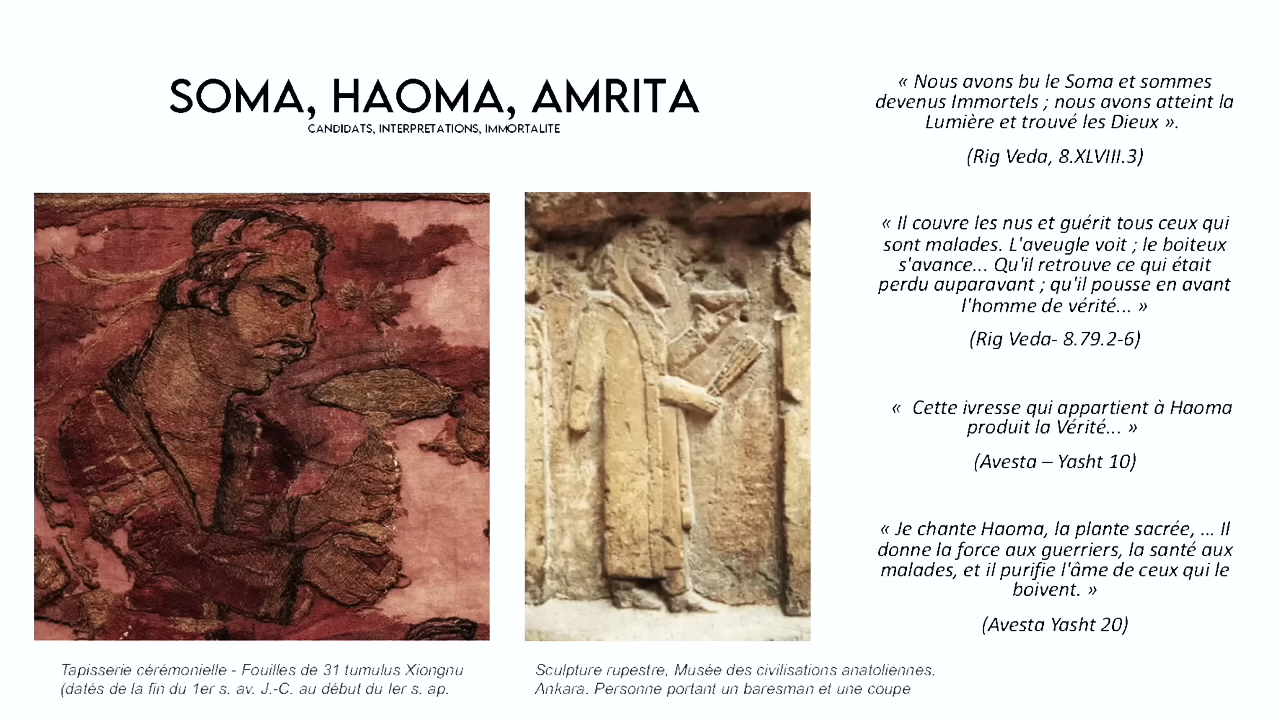 SOMA, HAOMA, AMRITA
CANDIDATS, INTERPRETATIONS, IMMORTALITE
« Nous avons bu le Soma et sommes
devenus Immortels ; nous avons atteint la
Lumière et trouvé les Dieux ».
(Rig Veda, 8.XLVIII.3)
« Il couvre les nus et guérit tous ceux qui
sont malades. L'aveugle voit ; le boiteux
s'avance... Qu'il retrouve ce qui était
perdu auparavant ; qu'il pousse en avant
l'homme de vérité... »
(Rig Veda- 8.79.2-6)
« Cette ivresse qui appartient à Haoma
produit la Vérité... »
(Avesta – Yasht 10)
« Je chante Haoma, la plante sacrée, ... Il
donne la force aux guerriers, la santé aux
malades, et il purifie l'âme de ceux qui le
boivent. »
(Avesta Yasht 20)
Tapisserie cérémonielle - Fouilles de 31 tumulus Xiongnu
(datés de la fin du 1er s. av. J.-C. au début du Ier s. ap.
Sculpture rupestre, Musée des civilisations anatoliennes,
Ankara. Personne portant un baresman et une coupe